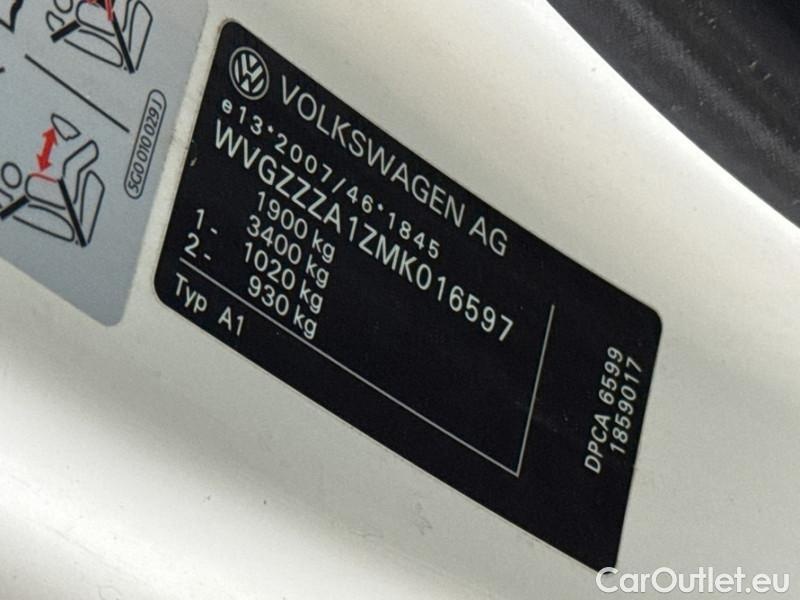 5G0 010 029J
VOLKSWAGEN AG
e13*2007/46*1845
WVGZZZA1ZMK016597
1900 kg
3400 kg
1- 1020 kg
2- 930 kg
Typ A1
DPCA 6599
1859017
CarOutlet.eu